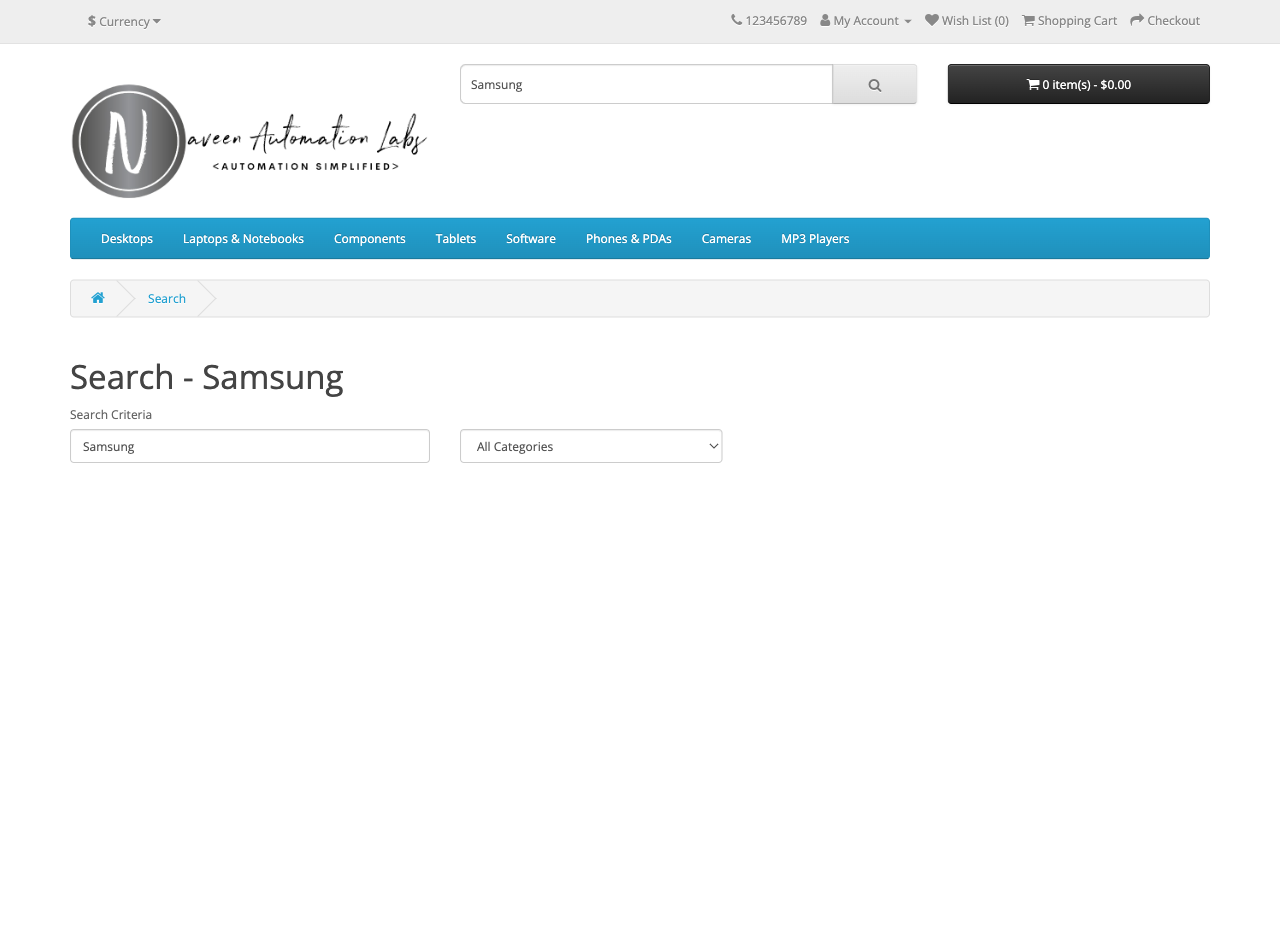 $ Currency
123456789 My Account Wish List (0) Shopping Cart Checkout
Samsung
0 item(s) - $0.00
N
aveen Automation Labs
<AUTOMATION SIMPLIFIED>
Desktops Laptops & Notebooks Components Tablets Software Phones & PDAs Cameras MP3 Players
Search
Search - Samsung
Search Criteria
Samsung
All Categories